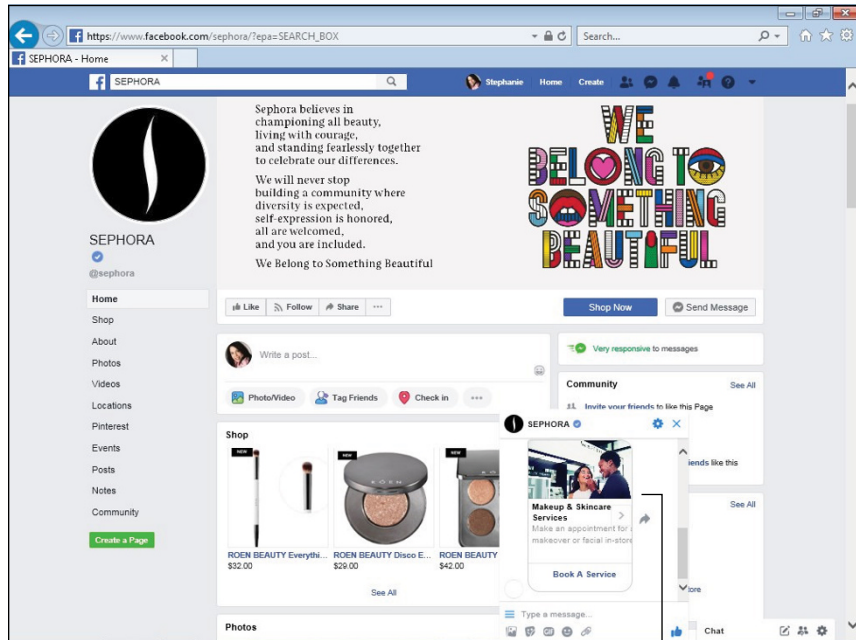 https://www.facebook.com/sephora/?epa=SEARCH_BOX
Search...
SEPHORA - Home
SEPHORA
Stephanie
Home
Create
SEPHORA
@sephora
Home
Shop
About
Photos
Videos
Locations
Pinterest
Events
Posts
Notes
Community
Create a Page
Sephora believes in
championing all beauty,
living with courage,
and standing fearlessly together
to celebrate our differences.
We will never stop
building a community where
diversity is expected,
self-expression is honored,
all are welcomed,
and you are included.
We Belong to Something Beautiful
WE
BELONG TO
SOMETHING
BEAUTIFUL
Like
Follow
Share
Shop Now
Send Message
Write a post...
Photo/Video
Tag Friends
Check in
Shop
NEW
NEW
NEW
ROEN BEAUTY Everythi...
ROEN BEAUTY Disco E...
ROEN BEAUTY
$32.00
$29.00
$42.00
See All
Photos
Very responsive to messages
Community
See All
Invite your friends to like this Page
iends like this
See All
tore
SEPHORA
Makeup & Skincare
Services
Make an appointment for
makeover or facial in-store
Book A Service
Type a message...
GIF
Chat